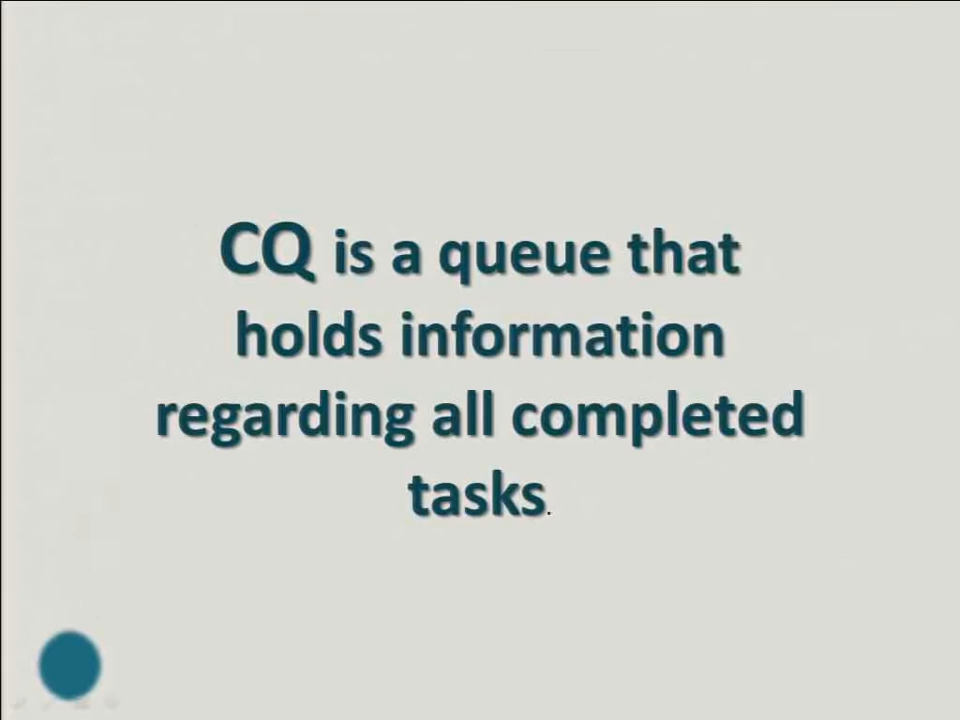 CQ is a queue that
holds information
regarding all completed
tasks.